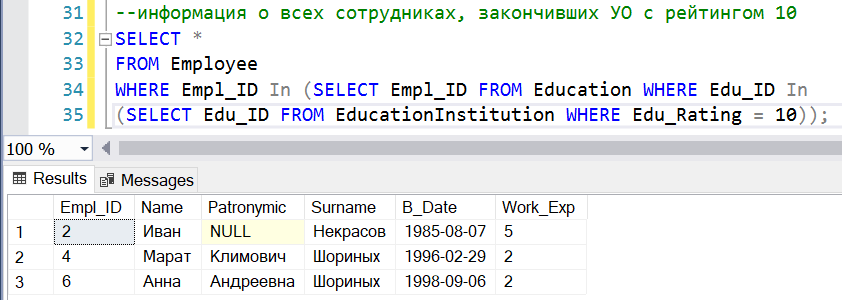 31 --информация о всех сотрудниках, закончивших УО с рейтингом 10
32 SELECT *
33 FROM Employee
34 WHERE Empl_ID In (SELECT Empl_ID FROM Education WHERE Edu_ID In
35 (SELECT Edu_ID FROM EducationInstitution WHERE Edu_Rating = 10));
100 %
Results Messages
Empl_ID Name Patronymic Surname B_Date Work_Exp
1 2 Иван NULL Некрасов 1985-08-07 5
2 4 Марат Климович Шориных 1996-02-29 2
3 6 Анна Андреевна Шориных 1998-09-06 2